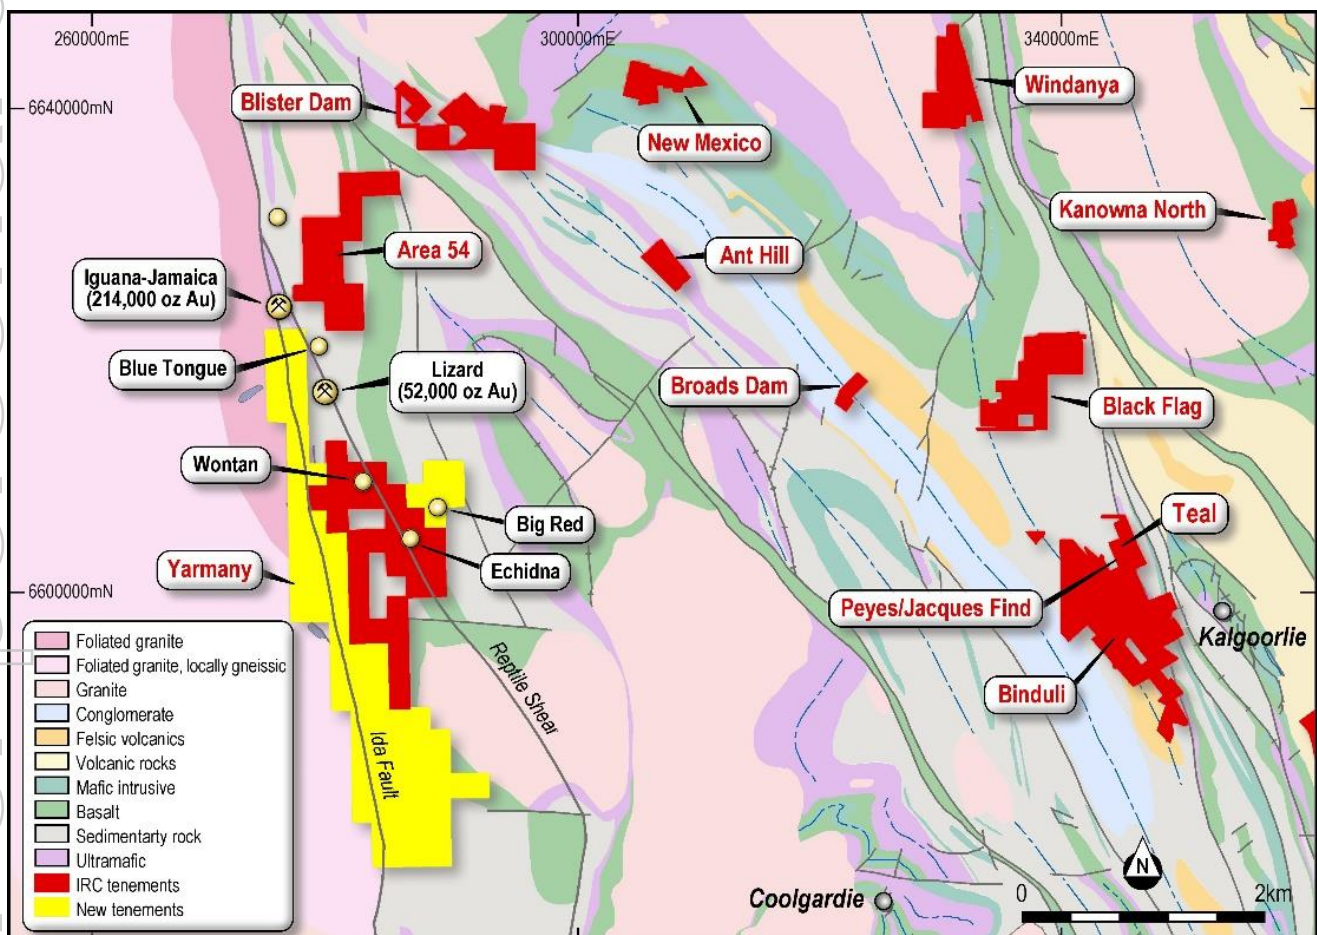 260000mE
300000mE
340000mE
6640000mN
6600000mN
Blister Dam
New Mexico
Windanya
Kanowna North
Area 54
Ant Hill
Iguana-Jamaica
(214,000 oz Au)
Blue Tongue
Lizard
(52,000 oz Au)
Broads Dam
Black Flag
Wontan
Big Red
Teal
Echidna
Yarmany
Peyes/Jacques Find
Kalgoorlie
Binduli
Reptile Shear
Ida Fault
Foliated granite
Foliated granite, locally gneissic
Granite
Conglomerate
Felsic volcanics
Volcanic rocks
Mafic intrusive
Basalt
Sedimentarty rock
Ultramafic
IRC tenements
New tenements
Coolgardie
N
0
2km